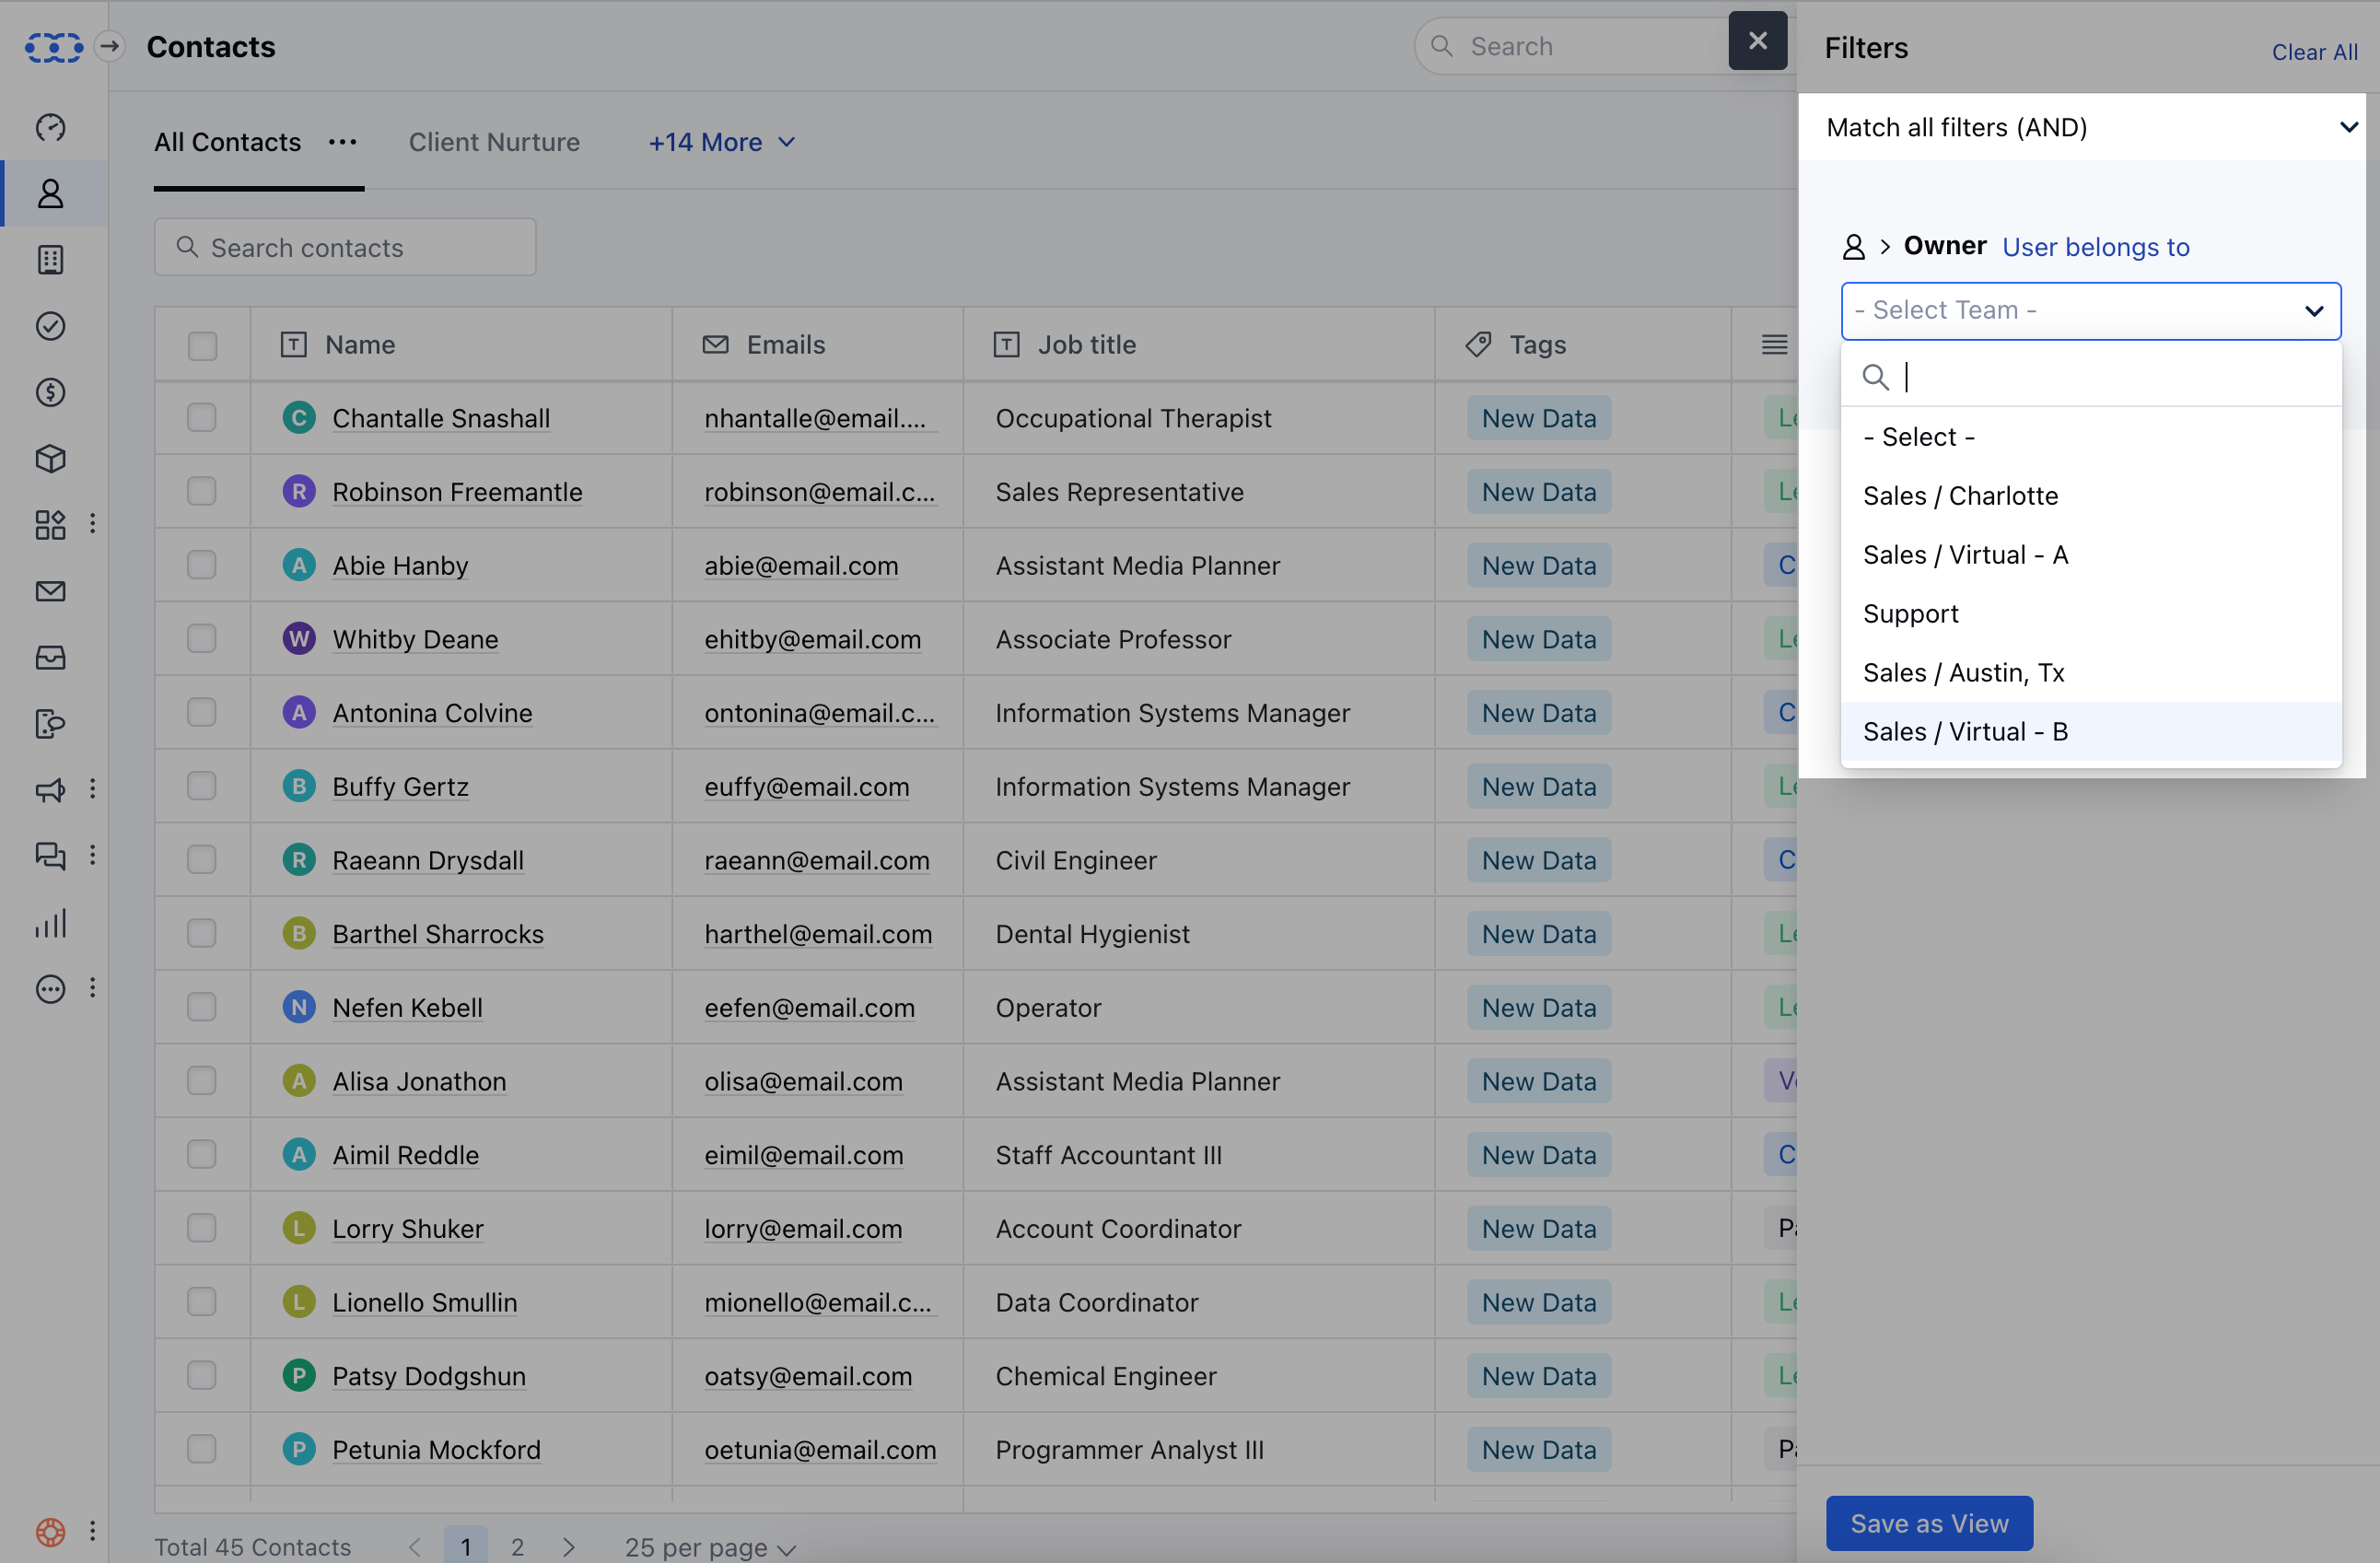 Contacts
Search
Filters
Clear All
All Contacts
Client Nurture
+14 More
Match all filters (AND)
Search contacts
Owner User belongs to
- Select Team -
- Select -
Sales / Charlotte
Sales / Virtual - A
Support
Sales / Austin, Tx
Sales / Virtual - B
Name Emails Job title Tags
C Chantalle Snashall nhantalle@email.... Occupational Therapist New Data
R Robinson Freemantle robinson@email.c... Sales Representative New Data
A Abie Hanby abie@email.com Assistant Media Planner New Data
W Whitby Deane ehitby@email.com Associate Professor New Data
A Antonina Colvine ontonina@email.c... Information Systems Manager New Data
B Buffy Gertz euffy@email.com Information Systems Manager New Data
R Raeann Drysdall raeann@email.com Civil Engineer New Data
B Barthel Sharrocks harthel@email.com Dental Hygienist New Data
N Nefen Kebell eefen@email.com Operator New Data
A Alisa Jonathon olisa@email.com Assistant Media Planner New Data
A Aimil Reddle eimil@email.com Staff Accountant III New Data
L Lorry Shuker lorry@email.com Account Coordinator New Data
L Lionello Smullin mionello@email.c... Data Coordinator New Data
P Patsy Dodgshun oatsy@email.com Chemical Engineer New Data
P Petunia Mockford oetunia@email.com Programmer Analyst III New Data
Total 45 Contacts 1 2 25 per page
Save as View